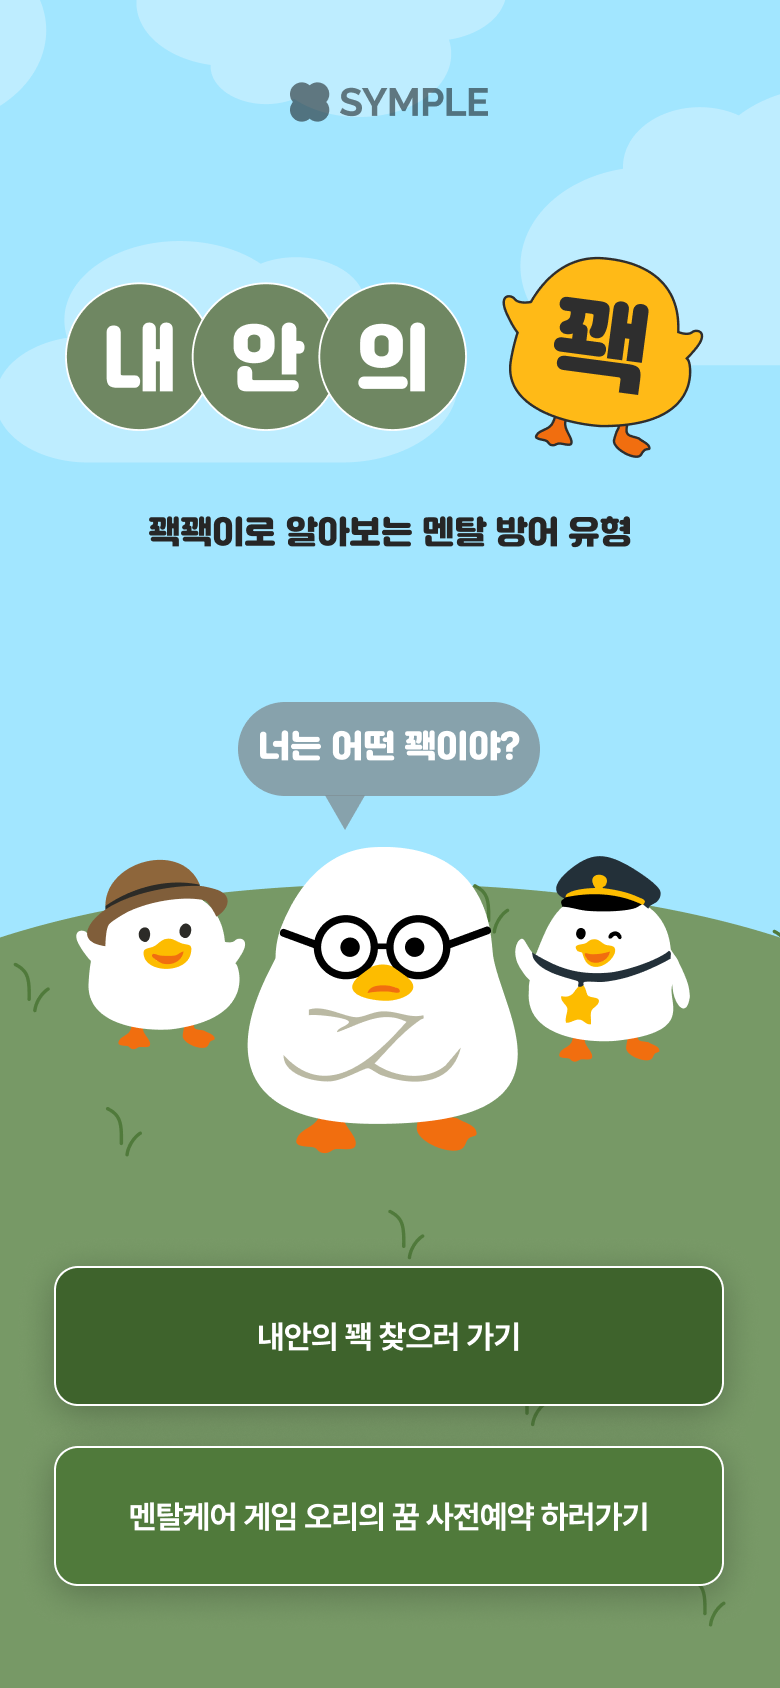 SYMPLE
내 안 의 꽥
꽥꽥이로 알아보는 멘탈 방어 유형
너는 어떤 꽥이야?
내안의 꽥 찾으러 가기
멘탈케어 게임 오리의 꿈 사전예약 하러가기